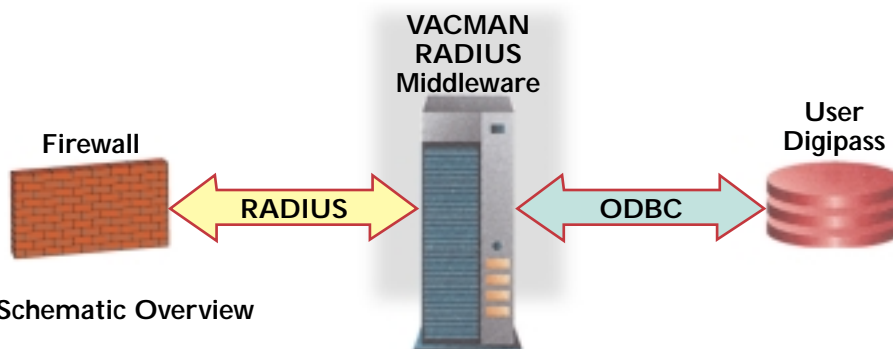 VACMAN
RADIUS
Middleware
User
Digipass
Firewall
RADIUS
ODBC
Schematic Overview